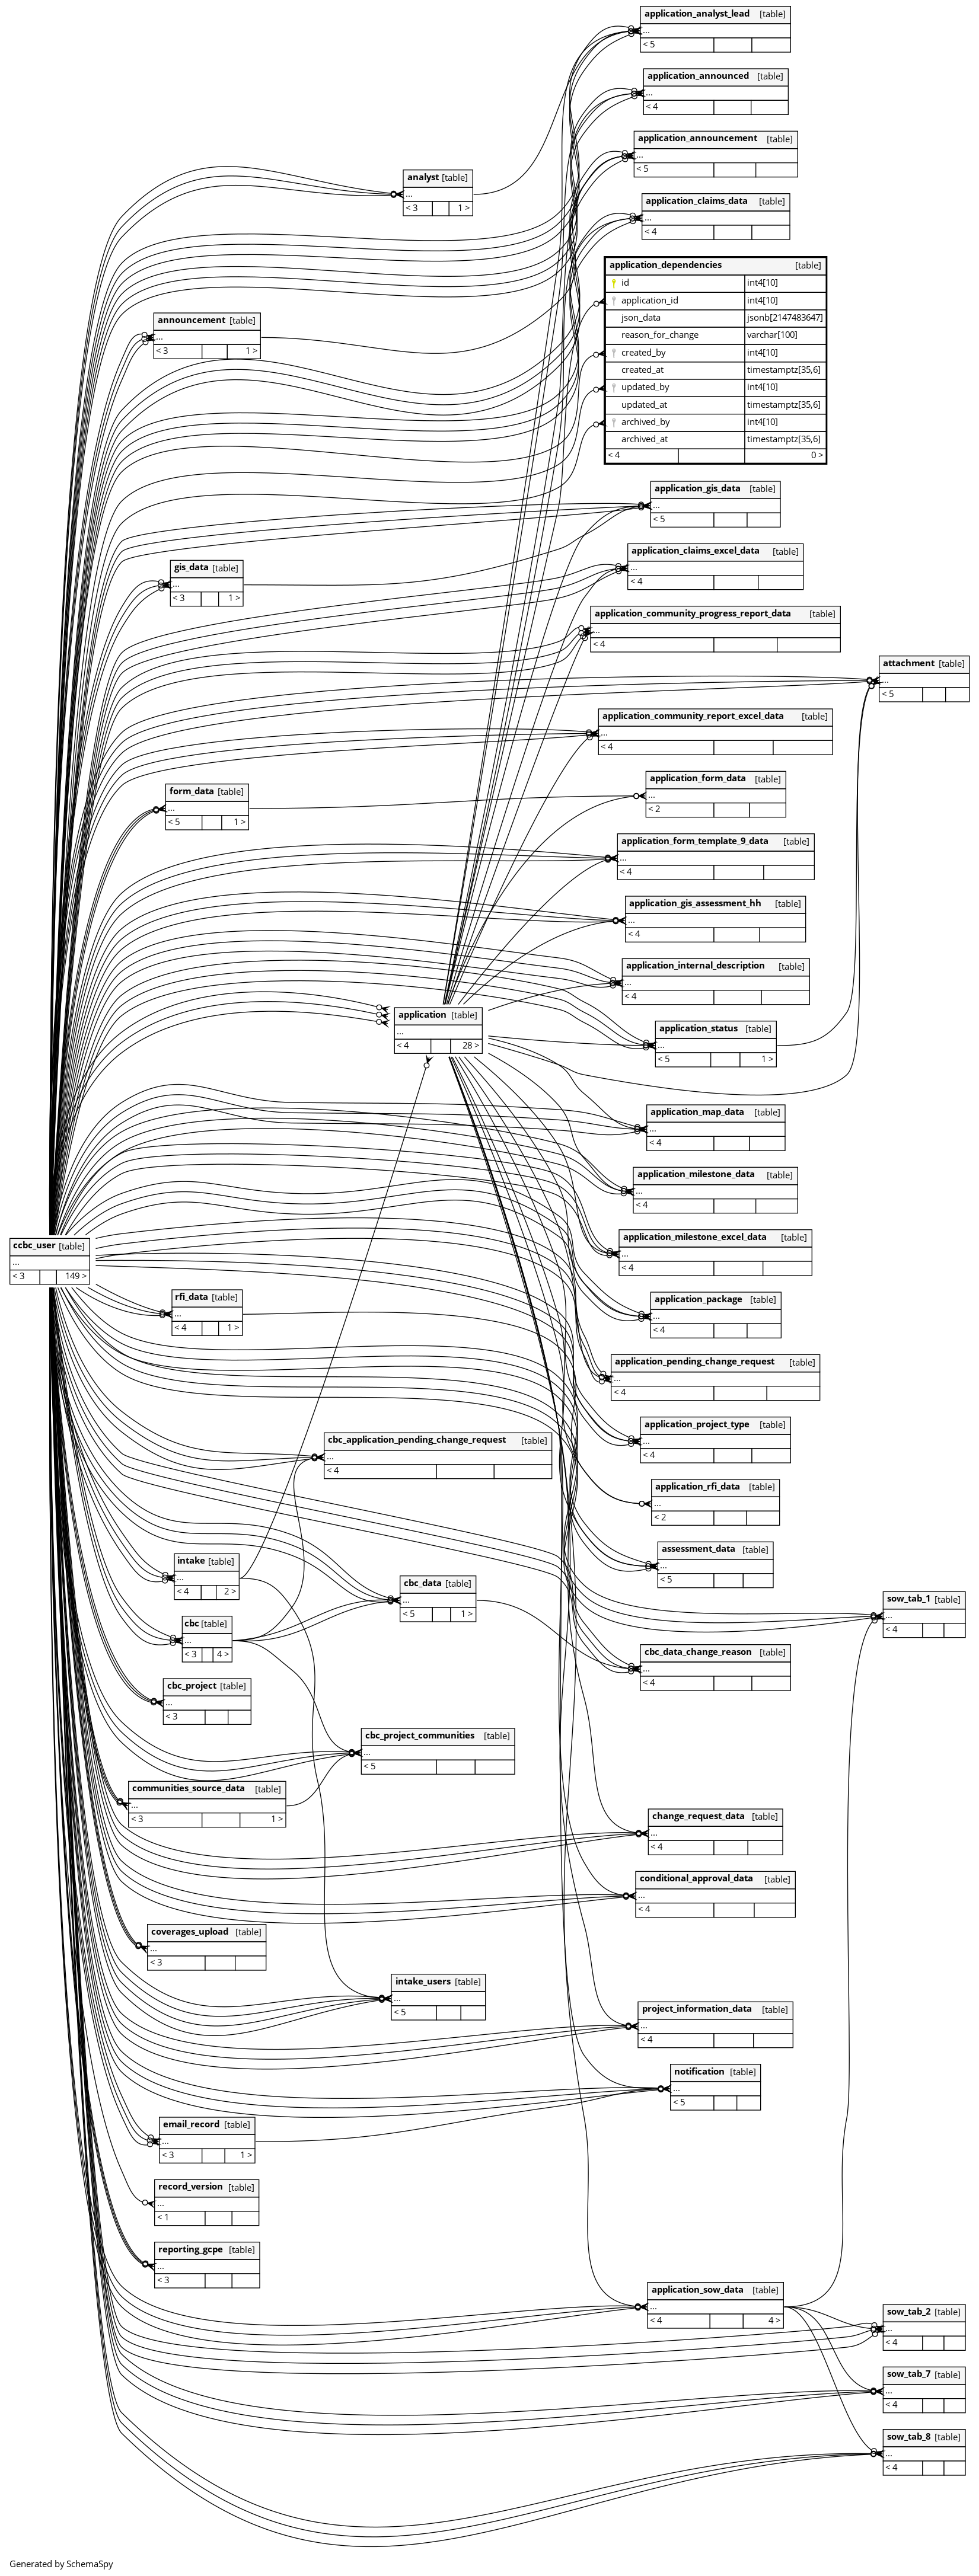 application_analyst_lead [table]
...
< 5
application_announced [table]
...
< 4
application_announcement [table]
...
< 5
analyst [table]
...
< 3 1 >
application_claims_data [table]
...
< 4
application_dependencies [table]
id int4[10]
application_id int4[10]
json_data jsonb[2147483647]
reason_for_change varchar[100]
created_by int4[10]
created_at timestamptz[35,6]
updated_by int4[10]
updated_at timestamptz[35,6]
archived_by int4[10]
archived_at timestamptz[35,6]
< 4 0 >
announcement [table]
...
< 3 1 >
application_gis_data [table]
...
< 5
application_claims_excel_data [table]
...
< 4
gis_data [table]
...
< 3 1 >
application_community_progress_report_data [table]
...
< 4
attachment [table]
...
< 5
application_community_report_excel_data [table]
...
< 4
application_form_data [table]
...
< 2
form_data [table]
...
< 5 1 >
application_form_template_9_data [table]
...
< 4
application_gis_assessment_hh [table]
...
< 4
application_internal_description [table]
...
< 4
application [table]
...
< 4 28 >
application_status [table]
...
< 5 1 >
application_map_data [table]
...
< 4
application_milestone_data [table]
...
< 4
application_milestone_excel_data [table]
...
< 4
ccbc_user [table]
...
< 3 149 >
rfi_data [table]
...
< 4 1 >
application_package [table]
...
< 4
application_pending_change_request [table]
...
< 4
application_project_type [table]
...
< 4
cbc_application_pending_change_request [table]
...
< 4
application_rfi_data [table]
...
< 2
assessment_data [table]
...
< 5
intake [table]
...
< 4 2 >
cbc_data [table]
...
< 5 1 >
sow_tab_1 [table]
...
< 4
cbc [table]
...
< 3 4 >
cbc_data_change_reason [table]
...
< 4
cbc_project [table]
...
< 3
cbc_project_communities [table]
...
< 5
communities_source_data [table]
...
< 3 1 >
change_request_data [table]
...
< 4
conditional_approval_data [table]
...
< 4
coverages_upload [table]
...
< 3
intake_users [table]
...
< 5
project_information_data [table]
...
< 4
notification [table]
...
< 5
email_record [table]
...
< 3 1 >
record_version [table]
...
< 1
reporting_gcpe [table]
...
< 3
application_sow_data [table]
...
< 4 4 >
sow_tab_2 [table]
...
< 4
sow_tab_7 [table]
...
< 4
sow_tab_8 [table]
...
< 4
Generated by SchemaSpy